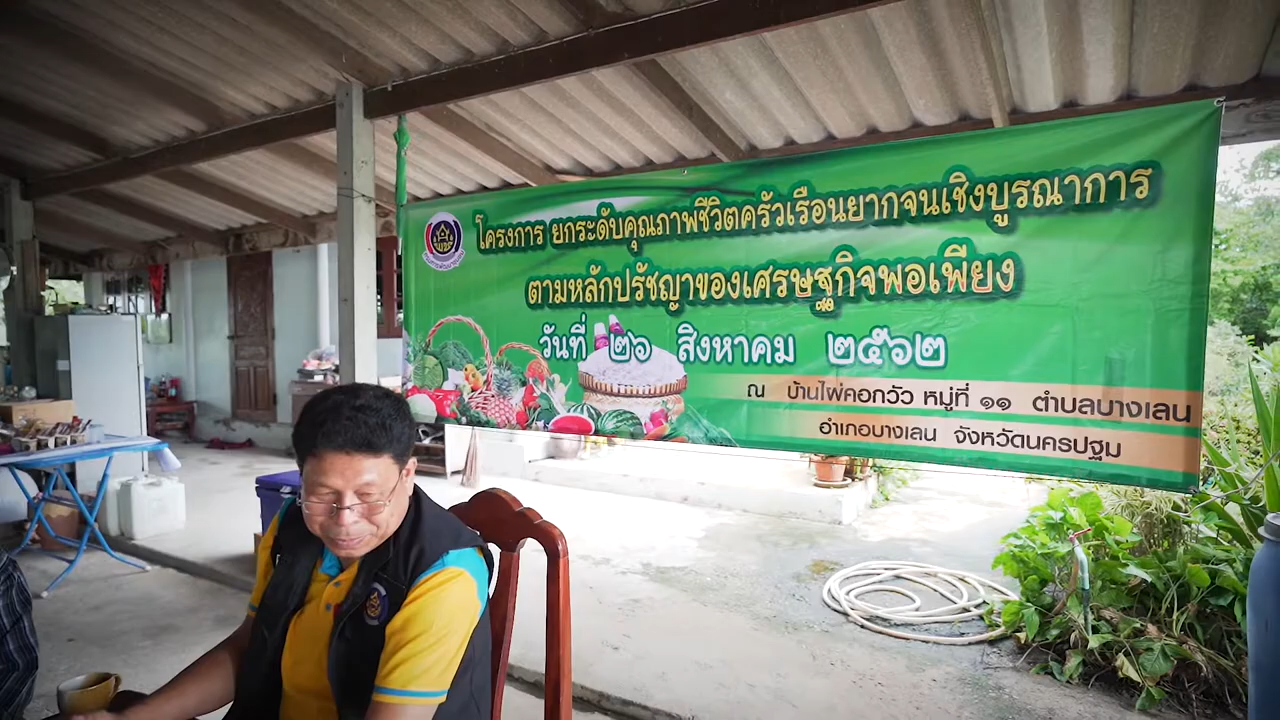 โครงการ ยกระดับคุณภาพชีวิตครัวเรือนยากจนเชิงบูรณาการ
ตามหลักปรัชญาของเศรษฐกิจพอเพียง
วันที่ ๒๖ สิงหาคม ๒๕๖๒
ณ บ้านไผ่คอกวัว หมู่ที่ ๑๑ ตำบลบางเลน
อำเภอบางเลน จังหวัดนครปฐม